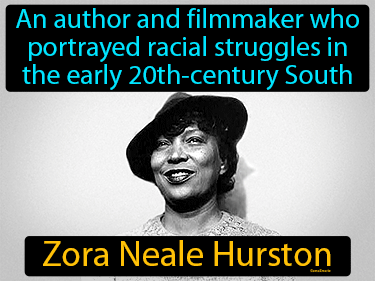 An author and filmmaker who
portrayed racial struggles in
the early 20th-century South
Zora Neale Hurston